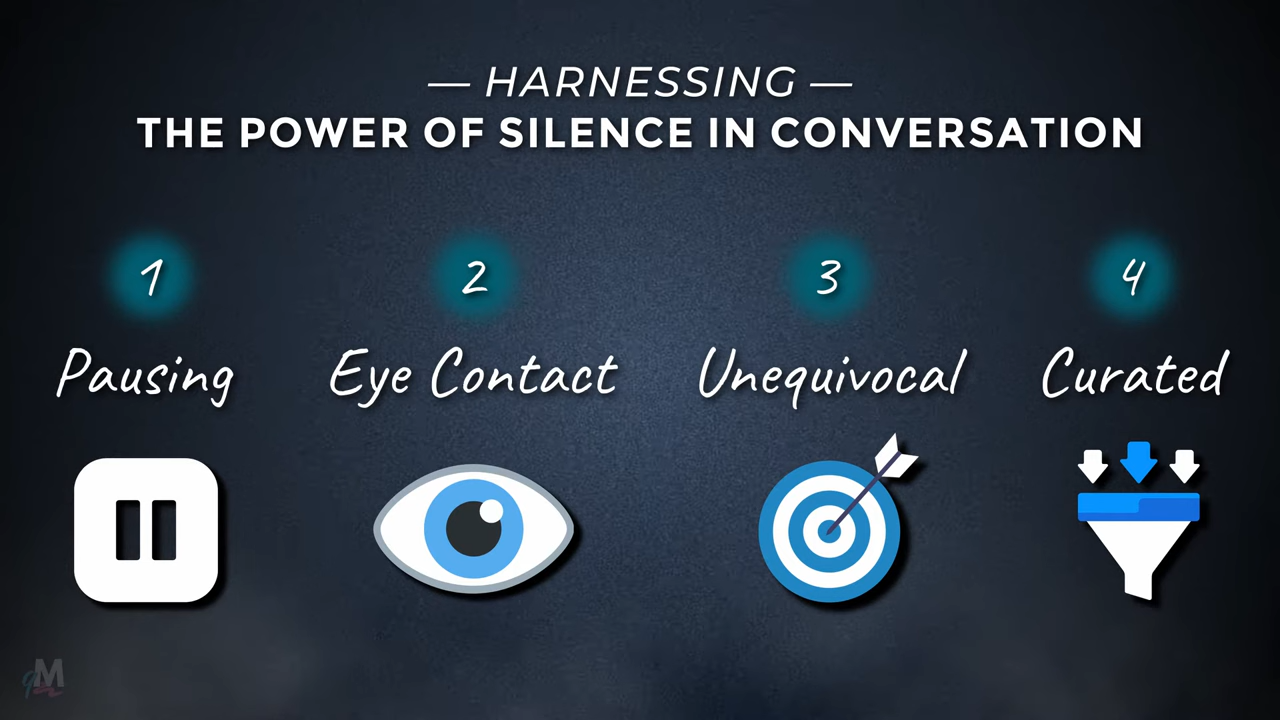 — HARNESSING —
THE POWER OF SILENCE IN CONVERSATION
1
2
3
4
Pausing
Eye Contact
Unequivocal
Curated